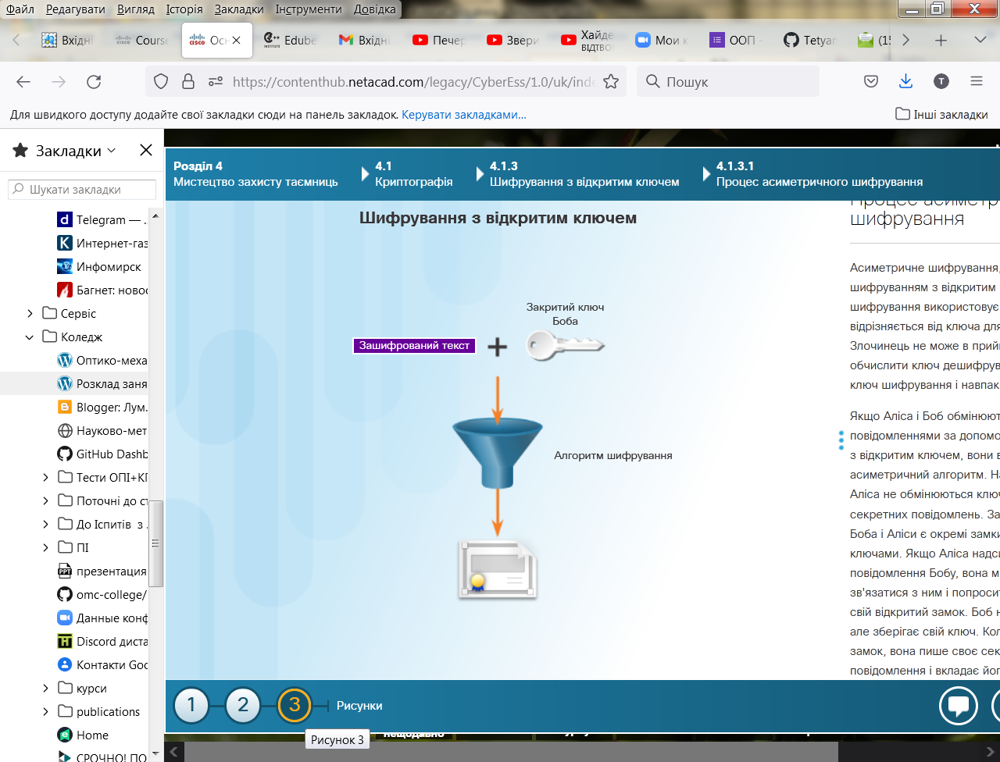 Файл Редагувати Вигляд Історія Закладки Інструменти Довідка
Вхідні Course Осн Edube Gmail Вхідні Печер Звери Хайде Мои к ООП - Tetyan (15
ВІДТВОР
https://contenthub.netacad.com/legacy/CyberEss/1.0/uk/inde
Пошук
Для швидкого доступу додайте свої закладки сюди на панель закладок. Керувати закладками...
Інші закладки
Закладки
Шукати закладки
Telegram — ...
Интернет-газ
Инфомирск
Багнет: новос
Сервіс
Коледж
Оптико-меха
Розклад заня
Blogger: Лум.
Науково-мет
GitHub Dashb
Тести ОПІ+КГ
Поточні до ст
До Іспитів з .
ПІ
презентация
omc-college/
Данные конф
Discord диста
Контакти Goo
курси
publications
Home
СРОЧНО! ПО
Розділ 4
Мистецтво захисту таємниць
4.1
Криптографія
4.1.3
Шифрування з відкритим ключем
4.1.3.1
Процес асиметричного шифрування
Шифрування з відкритим ключем
Закритий ключ
Боба
Зашифрований текст
+
Алгоритм шифрування
Процес асиметр
шифрування
Асиметричне шифрування,
шифруванням з відкритим
шифрування використовує
відрізняється від ключа для
Злочинець не може в прий
обчислити ключ дешифрув
ключ шифрування і навпак
Якщо Аліса і Боб обмінюют
повідомленнями за допомо
з відкритим ключем, вони в
асиметричний алгоритм. На
Аліса не обмінюються ключ
секретних повідомлень. За
Боба і Аліси є окремі замки
ключами. Якщо Аліса надси
повідомлення Бобу, вона м
зв'язатися з ним і попросит
свій відкритий замок. Боб н
але зберігає свій ключ. Кол
замок, вона пише своє сек
повідомлення і вкладає йог
1 2 3 Рисунки
Рисунок 3
нещодавно